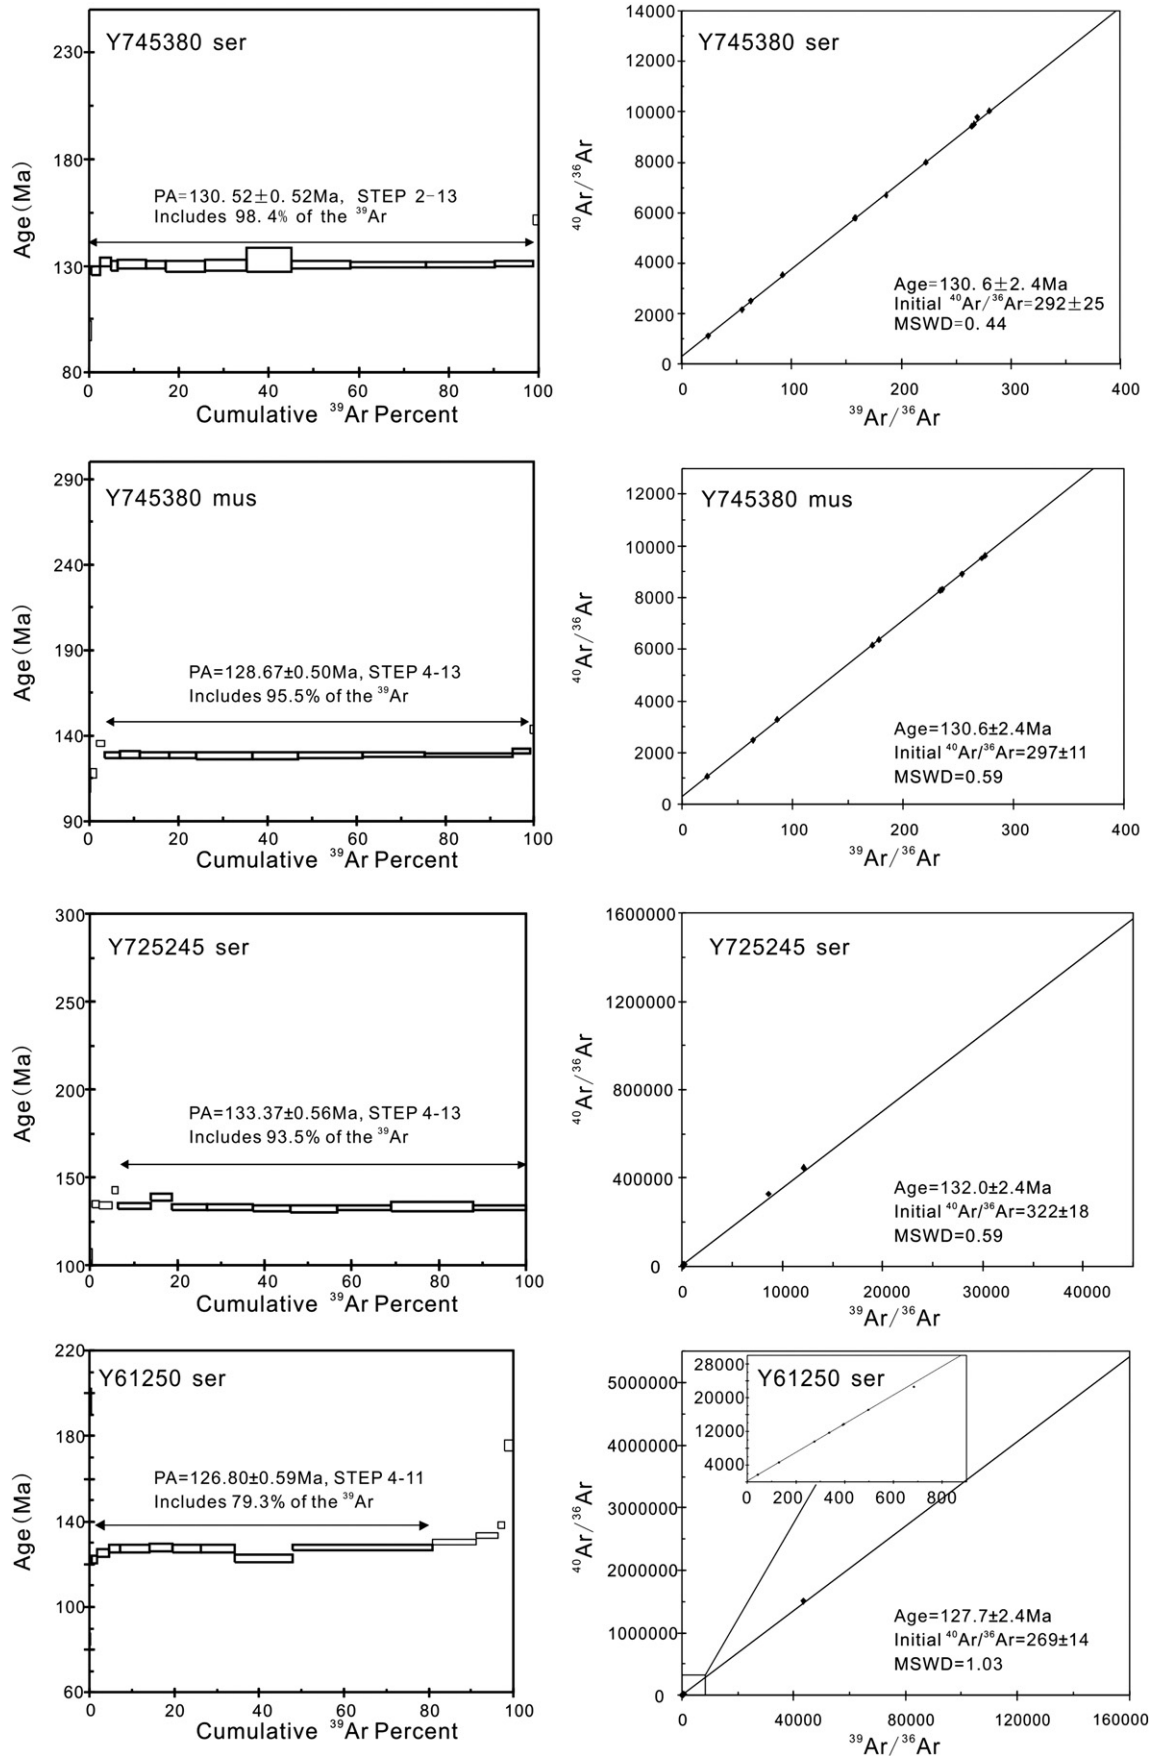 Y745380 ser
230
180
130
80
Age(Ma)
PA=130. 52±0. 52Ma, STEP 2-13
Includes 98. 4% of the ³⁹Ar
0 20 40 60 80 100
Cumulative ³⁹Ar Percent
Y745380 ser
14000
12000
10000
8000
6000
4000
2000
0
⁴⁰Ar/³⁶Ar
Age=130. 6±2. 4Ma
Initial ⁴⁰Ar/³⁶Ar=292±25
MSWD=0. 44
0 100 200 300 400
³⁹Ar/³⁶Ar
Y745380 mus
290
240
190
140
90
Age(Ma)
PA=128.67±0.50Ma, STEP 4-13
Includes 95.5% of the ³⁹Ar
0 20 40 60 80 100
Cumulative ³⁹Ar Percent
Y745380 mus
12000
10000
8000
6000
4000
2000
0
⁴⁰Ar/³⁶Ar
Age=130.6±2.4Ma
Initial ⁴⁰Ar/³⁶Ar=297±11
MSWD=0.59
0 100 200 300 400
³⁹Ar/³⁶Ar
Y725245 ser
300
250
200
150
100
Age(Ma)
PA=133.37±0.56Ma, STEP 4-13
Includes 93.5% of the ³⁹Ar
0 20 40 60 80 100
Cumulative ³⁹Ar Percent
Y725245 ser
1600000
1200000
800000
400000
0
⁴⁰Ar/³⁶Ar
Age=132.0±2.4Ma
Initial ⁴⁰Ar/³⁶Ar=322±18
MSWD=0.59
0 10000 20000 30000 40000
³⁹Ar/³⁶Ar
Y61250 ser
220
180
140
100
60
Age(Ma)
PA=126.80±0.59Ma, STEP 4-11
Includes 79.3% of the ³⁹Ar
0 20 40 60 80 100
Cumulative ³⁹Ar Percent
Y61250 ser
28000
20000
12000
4000
0 200 400 600 800
5000000
4000000
3000000
2000000
1000000
0
⁴⁰Ar/³⁶Ar
Age=127.7±2.4Ma
Initial ⁴⁰Ar/³⁶Ar=269±14
MSWD=1.03
0 40000 80000 120000 160000
³⁹Ar/³⁶Ar